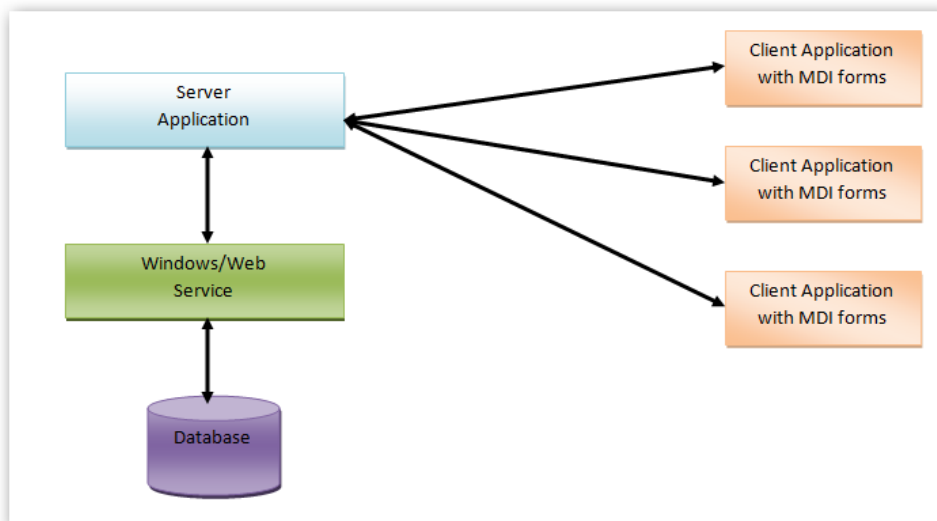 Server
Application
Windows/Web
Service
Database
Client Application
with MDI forms
Client Application
with MDI forms
Client Application
with MDI forms